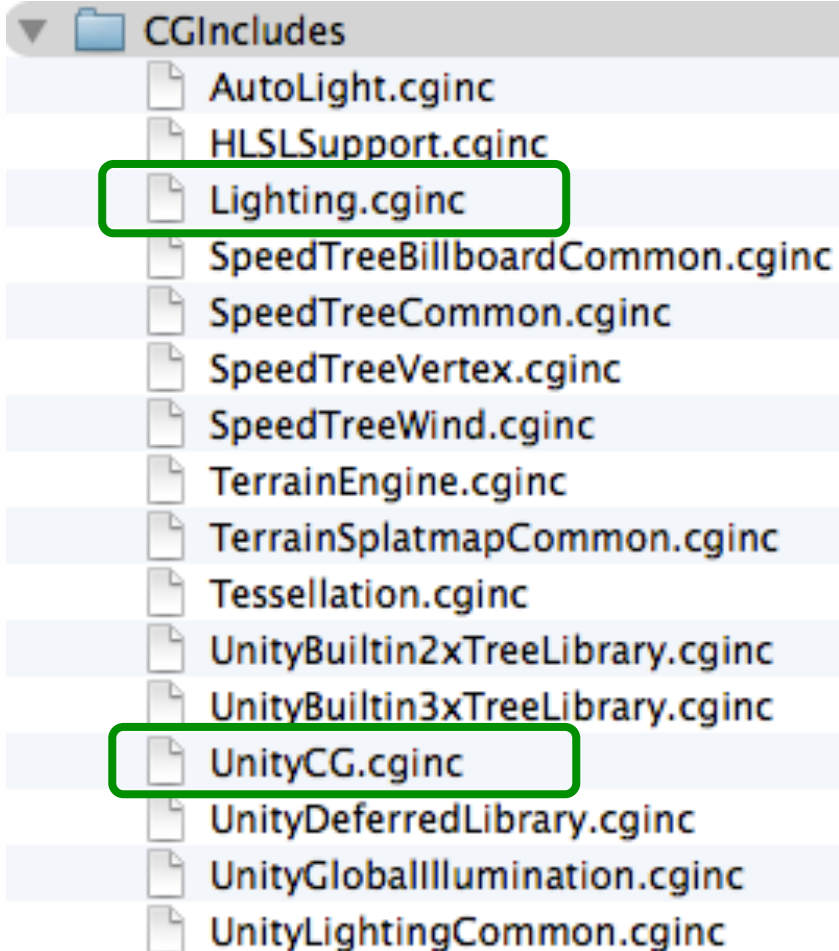 CGIncludes
AutoLight.cginc
HLSLSupport.cginc
Lighting.cginc
SpeedTreeBillboardCommon.cginc
SpeedTreeCommon.cginc
SpeedTreeVertex.cginc
SpeedTreeWind.cginc
TerrainEngine.cginc
TerrainSplatmapCommon.cginc
Tessellation.cginc
UnityBuiltin2xTreeLibrary.cginc
UnityBuiltin3xTreeLibrary.cginc
UnityCG.cginc
UnityDeferredLibrary.cginc
UnityGlobalIllumination.cginc
UnityLightingCommon.cginc